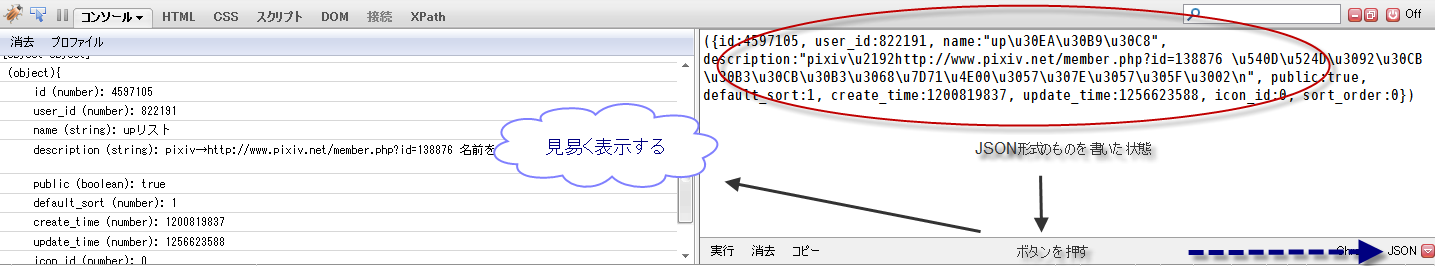 コンソール▼ HTML CSS スクリプト DOM 接続 XPath Off
消去 プロファイル
(object){
id (number): 4597105
user_id (number): 822191
name (string): upリスト
description (string): pixiv→http://www.pixiv.net/member.php?id=138876 名前を
public (boolean): true
default_sort (number): 1
create_time (number): 1200819837
update_time (number): 1256623588
icon_id (number): 0
見易く表示する
({id:4597105, user_id:822191, name:"up\u30EA\u30B9\u30C8",
description:"pixiv\u2192http://www.pixiv.net/member.php?id=138876 \u540D\u524D\u3092\u30CB
\u30B3\u30CB\u30B3\u3068\u7D71\u4E00\u3057\u307E\u3057\u305F\u3002\n", public:true,
default_sort:1, create_time:1200819837, update_time:1256623588, icon_id:0, sort_order:0})
JSON形式のものを書いた状態
実行 消去 コピー ボタンを押す JSON